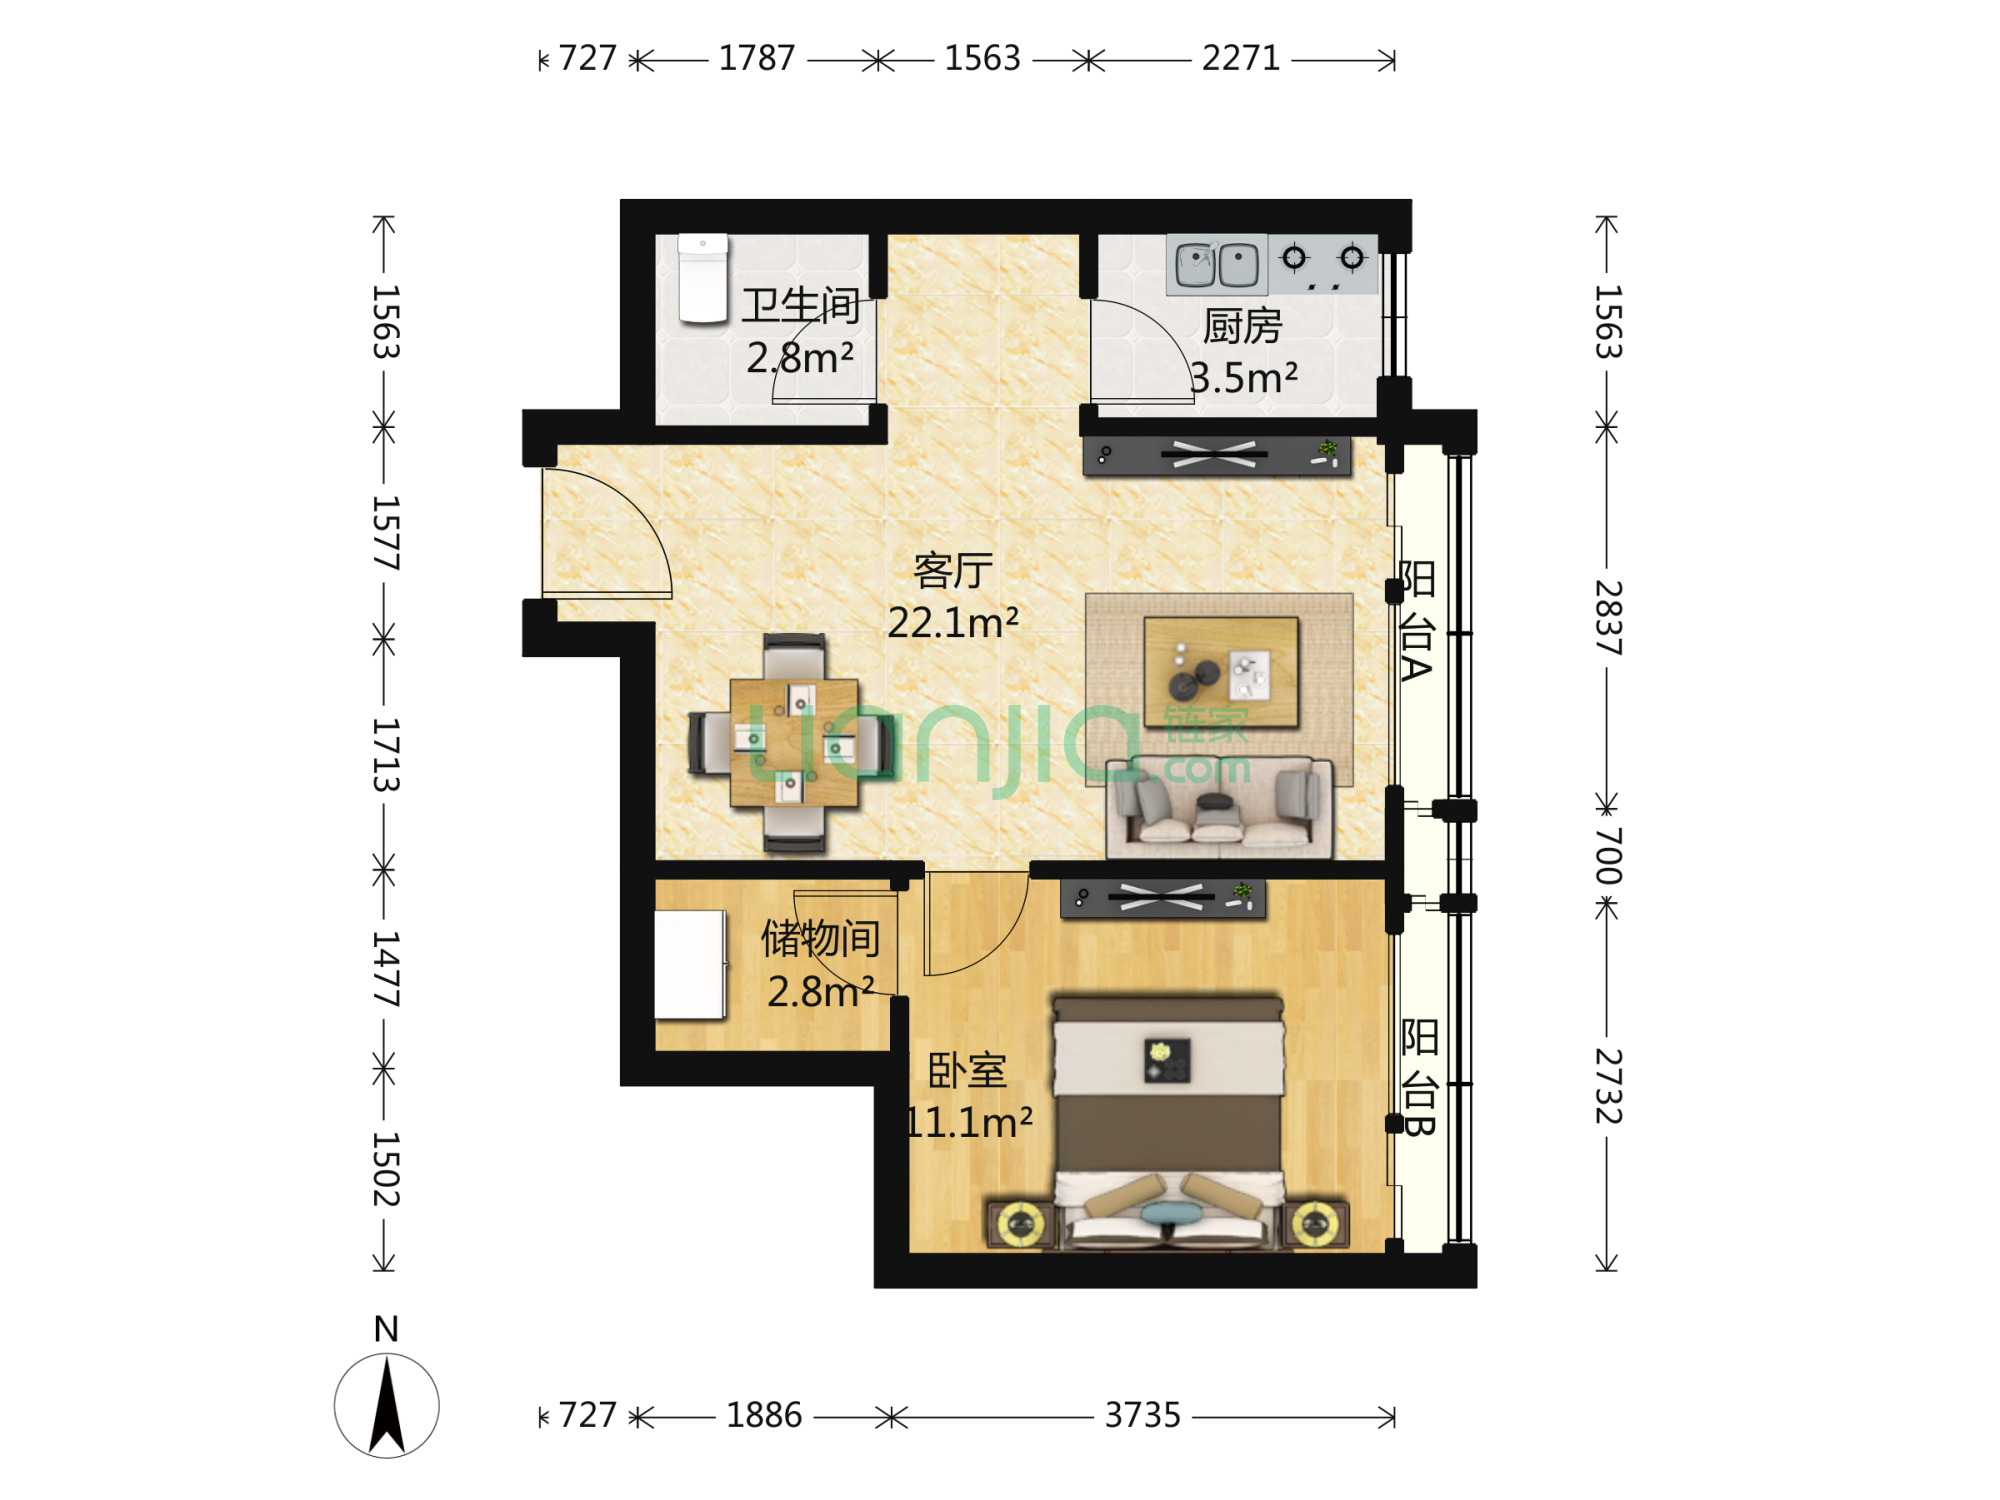 727 1787 1563 2271
1563
1577
1713
1477
1502
卫生间
2.8m²
厨房
3.5m²
客厅
22.1m²
阳台A
lianjia.com
链家
储物间
2.8m²
卧室
11.1m²
阳台B
1563
2837
700
2732
N
727 1886 3735